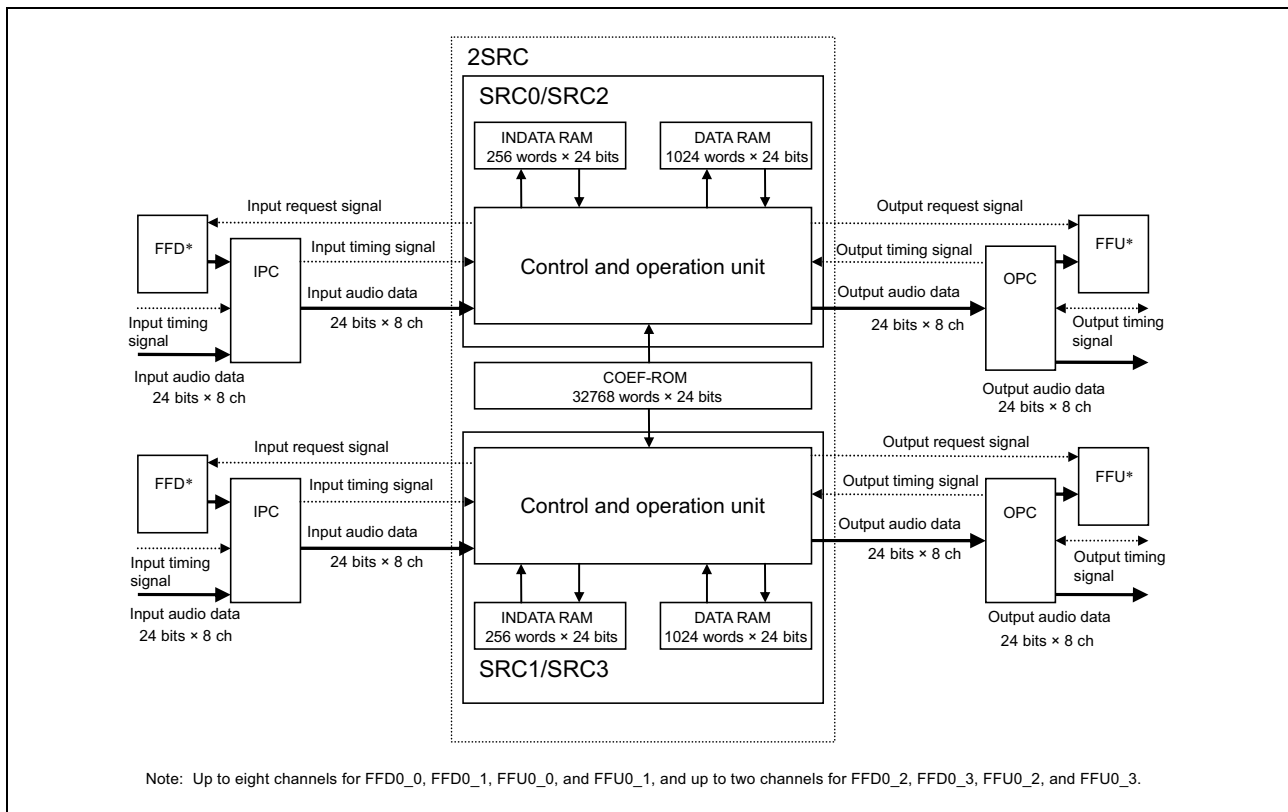 2SRC
SRC0/SRC2
INDATA RAM
256 words × 24 bits
DATA RAM
1024 words × 24 bits
Input request signal
Output request signal
FFD*
IPC
Input timing signal
Control and operation unit
Output timing signal
OPC
FFU*
Input audio data
24 bits × 8 ch
Output audio data
24 bits × 8 ch
Input timing
signal
Output timing
signal
Input audio data
24 bits × 8 ch
COEF-ROM
32768 words × 24 bits
Output audio data
24 bits × 8 ch
Input request signal
Output request signal
FFD*
IPC
Input timing signal
Control and operation unit
Output timing signal
OPC
FFU*
Input audio data
24 bits × 8 ch
Output audio data
24 bits × 8 ch
Input timing
signal
Output timing
signal
Input audio data
24 bits × 8 ch
INDATA RAM
256 words × 24 bits
DATA RAM
1024 words × 24 bits
Output audio data
24 bits × 8 ch
SRC1/SRC3
Note: Up to eight channels for FFD0_0, FFD0_1, FFU0_0, and FFU0_1, and up to two channels for FFD0_2, FFD0_3, FFU0_2, and FFU0_3.